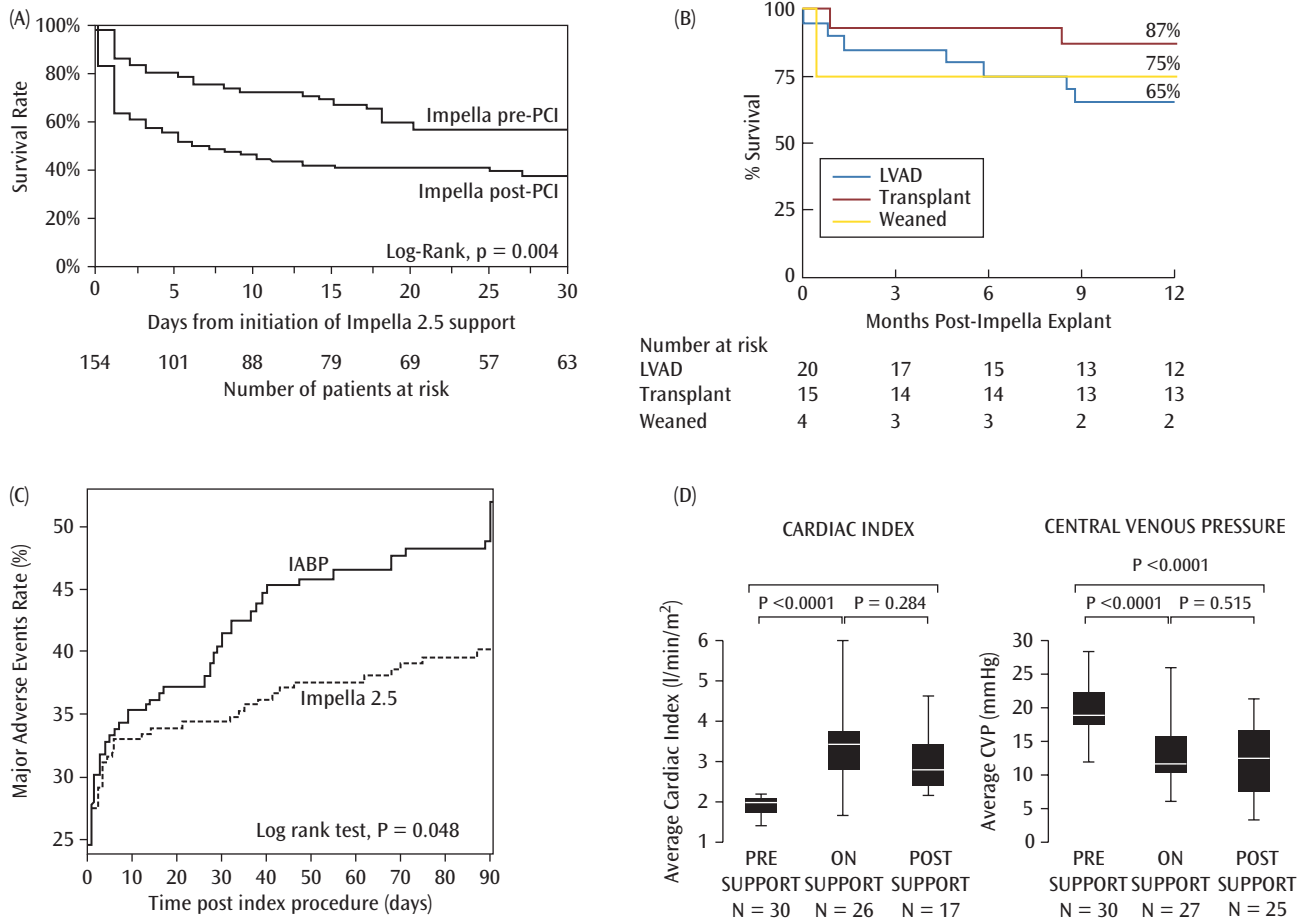 (A)
Survival Rate
100%
80%
60%
40%
20%
0%
Impella pre-PCI
Impella post-PCI
Log-Rank, p = 0.004
0 5 10 15 20 25 30
Days from initiation of Impella 2.5 support
154 101 88 79 69 57 63
Number of patients at risk
(B)
% Survival
100
75
50
25
0
87%
75%
65%
LVAD
Transplant
Weaned
0 3 6 9 12
Months Post-Impella Explant
Number at risk
LVAD 20 17 15 13 12
Transplant 15 14 14 13 13
Weaned 4 3 3 2 2
(C)
Major Adverse Events Rate (%)
50
45
40
35
30
25
IABP
Impella 2.5
Log rank test, P = 0.048
0 10 20 30 40 50 60 70 80 90
Time post index procedure (days)
(D)
CARDIAC INDEX
P <0.0001 P = 0.284
Average Cardiac Index (l/min/m²)
6
5
4
3
2
1
PRE ON POST
SUPPORT SUPPORT SUPPORT
N = 30 N = 26 N = 17
CENTRAL VENOUS PRESSURE
P <0.0001
P <0.0001 P = 0.515
Average CVP (mmHg)
30
25
20
15
10
5
0
PRE ON POST
SUPPORT SUPPORT SUPPORT
N = 30 N = 27 N = 25